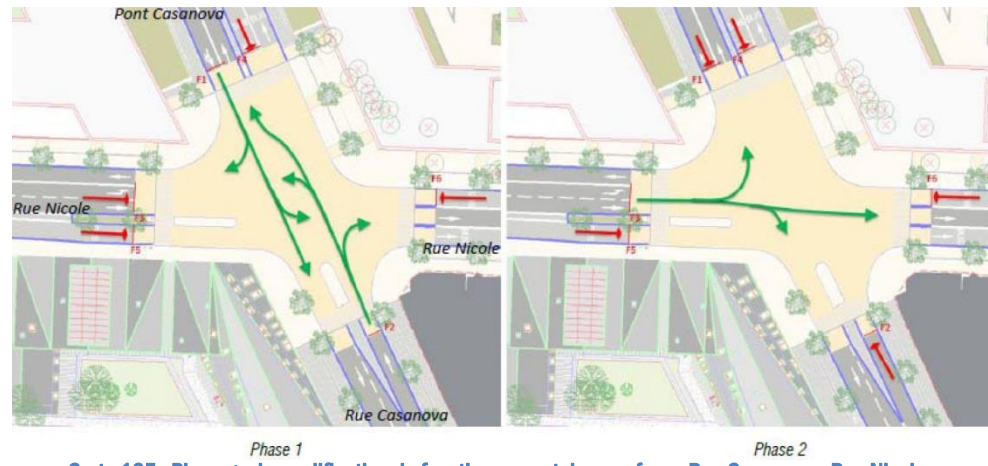 Pont Casanova
F1
F4
Rue Nicole
F3
F5
F6
Rue Nicole
F2
Rue Casanova
Phase 1
F1
F4
F3
F5
F6
F2
Phase 2